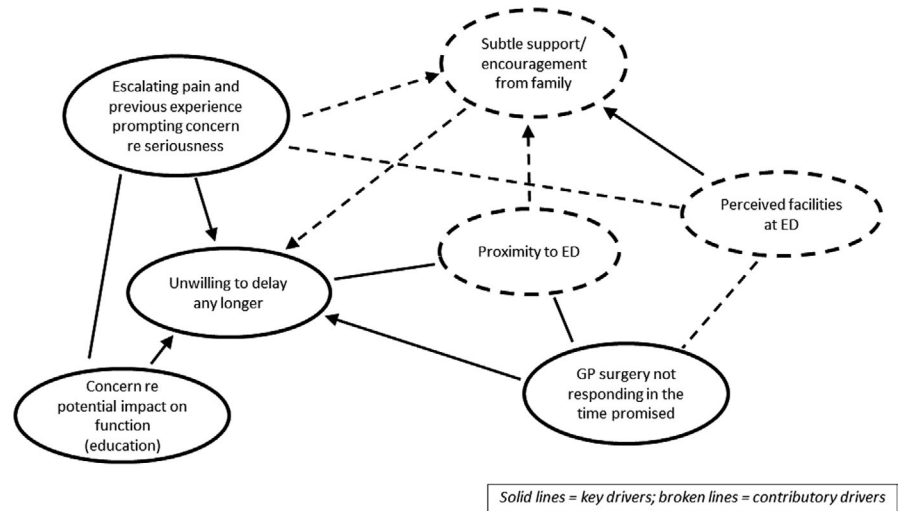 Subtle support/
encouragement
from family
Escalating pain and
previous experience
prompting concern
re seriousness
Perceived facilities
at ED
Proximity to ED
Unwilling to delay
any longer
GP surgery not
responding in the
time promised
Concern re
potential impact on
function
(education)
Solid lines = key drivers; broken lines = contributory drivers